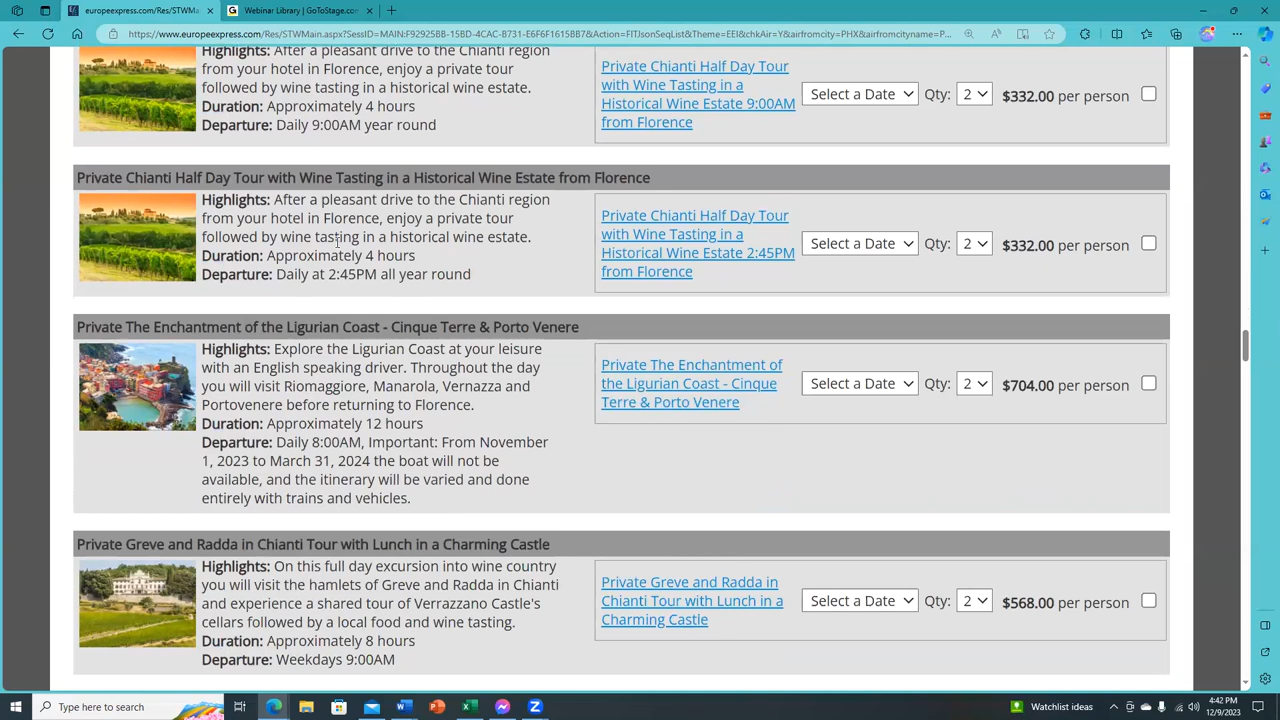 europeexpress.com/Res/STWMa
Webinar Library | GoToStage.com
https://www.europeexpress.com/Res/STWMain.aspx?SessID=MAIN:F92925BB-15BD-4CAC-8731-E6F6F1615BB7&Action=FITJsonSeqList&Theme=EEI&chkAir=Y&airfromcity=PHX&airfromcityname=P...
Highlights: After a pleasant drive to the Chianti region
from your hotel in Florence, enjoy a private tour
followed by wine tasting in a historical wine estate.
Duration: Approximately 4 hours
Departure: Daily 9:00AM year round
Private Chianti Half Day Tour
with Wine Tasting in a
Historical Wine Estate 9:00AM
from Florence
Select a Date Qty: 2 $332.00 per person
Private Chianti Half Day Tour with Wine Tasting in a Historical Wine Estate from Florence
Highlights: After a pleasant drive to the Chianti region
from your hotel in Florence, enjoy a private tour
followed by wine tasting in a historical wine estate.
Duration: Approximately 4 hours
Departure: Daily at 2:45PM all year round
Private Chianti Half Day Tour
with Wine Tasting in a
Historical Wine Estate 2:45PM
from Florence
Select a Date Qty: 2 $332.00 per person
Private The Enchantment of the Ligurian Coast - Cinque Terre & Porto Venere
Highlights: Explore the Ligurian Coast at your leisure
with an English speaking driver. Throughout the day
you will visit Riomaggiore, Manarola, Vernazza and
Portovenere before returning to Florence.
Duration: Approximately 12 hours
Departure: Daily 8:00AM, Important: From November
1, 2023 to March 31, 2024 the boat will not be
available, and the itinerary will be varied and done
entirely with trains and vehicles.
Private The Enchantment of
the Ligurian Coast - Cinque
Terre & Porto Venere
Select a Date Qty: 2 $704.00 per person
Private Greve and Radda in Chianti Tour with Lunch in a Charming Castle
Highlights: On this full day excursion into wine country
you will visit the hamlets of Greve and Radda in Chianti
and experience a shared tour of Verrazzano Castle's
cellars followed by a local food and wine tasting.
Duration: Approximately 8 hours
Departure: Weekdays 9:00AM
Private Greve and Radda in
Chianti Tour with Lunch in a
Charming Castle
Select a Date Qty: 2 $568.00 per person
Type here to search
Watchlist ideas
4:42 PM
12/9/2023